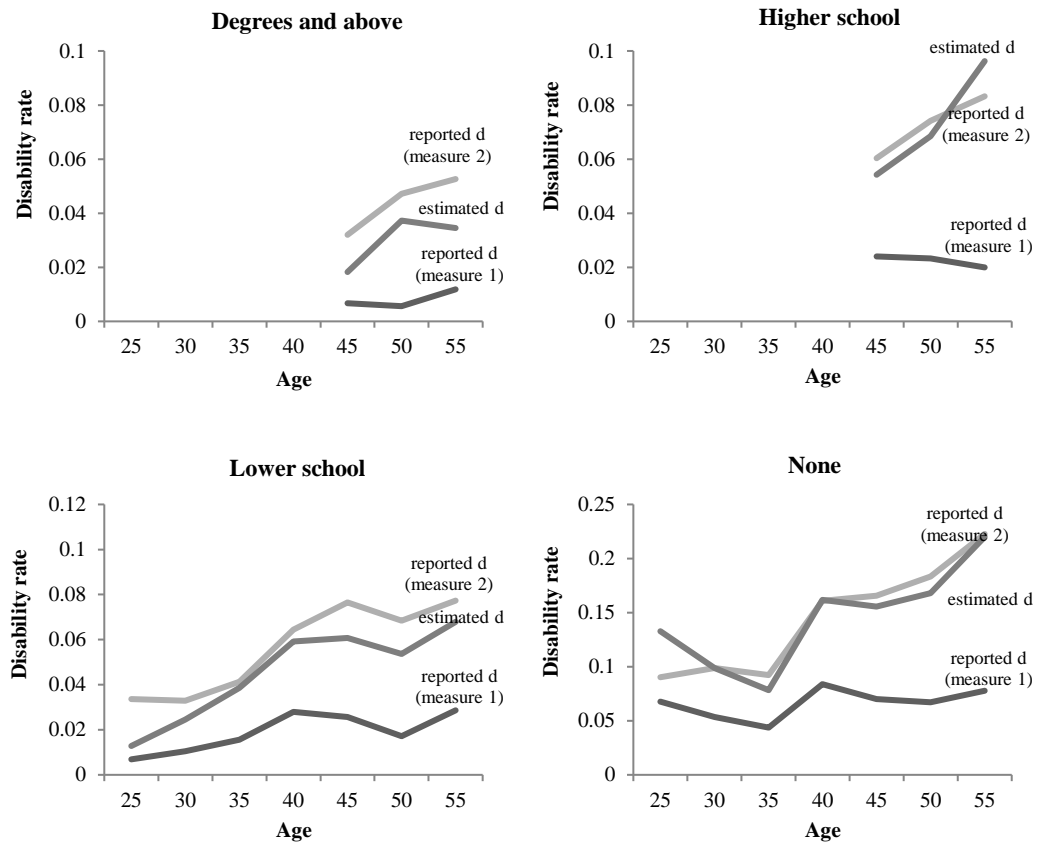 Degrees and above
0.1
0.08
0.06
0.04
0.02
0
Disability rate
reported d
(measure 2)
estimated d
reported d
(measure 1)
25 30 35 40 45 50 55
Age
Higher school
0.1
0.08
0.06
0.04
0.02
0
Disability rate
estimated d
reported d
(measure 2)
reported d
(measure 1)
25 30 35 40 45 50 55
Age
Lower school
0.12
0.1
0.08
0.06
0.04
0.02
0
Disability rate
reported d
(measure 2)
estimated d
reported d
(measure 1)
25 30 35 40 45 50 55
Age
None
0.25
0.2
0.15
0.1
0.05
0
Disability rate
reported d
(measure 2)
estimated d
reported d
(measure 1)
25 30 35 40 45 50 55
Age